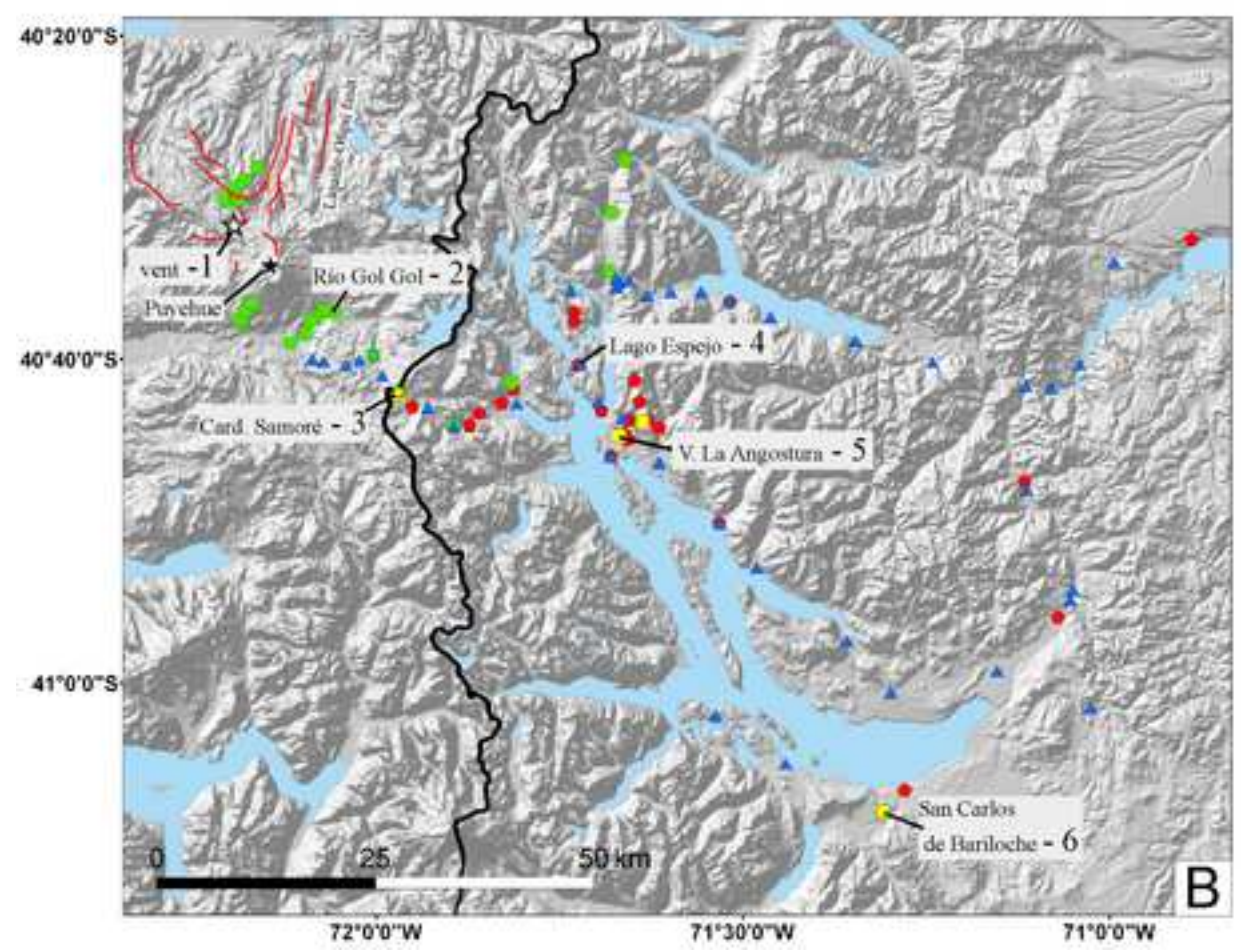 40°20'0"S
vent - 1
Río Gol Gol - 2
Puyehue
Lago Espejo - 4
40°40'0"S
Card. Samoré - 3
V. La Angostura - 5
41°0'0"S
San Carlos
de Bariloche - 6
0 25 50 km
B
72°0'0"W 71°30'0"W 71°0'0"W